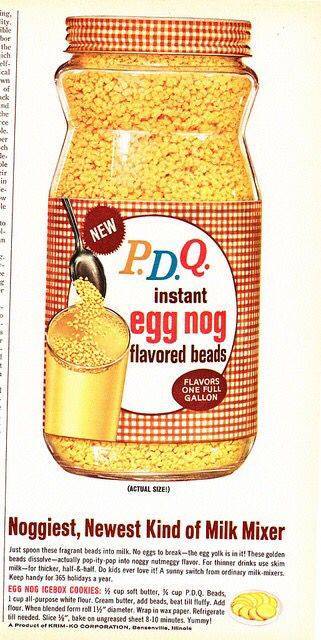 NEW
P.D.Q.
instant
egg nog
flavored beads
FLAVORS
ONE FULL
GALLON
(ACTUAL SIZE!)
Noggiest, Newest Kind of Milk Mixer
Just spoon these fragrant beads into milk. No eggs to break—the egg yolk is in it! These golden
beads dissolve—actually pop-ity-pop into noggy nutmeggy flavor. For thinner drinks use skim
milk—for thicker, half-&-half. Do kids ever love it! A sunny switch from ordinary milk-mixers.
Keep handy for 365 holidays a year.
EGG NOG ICEBOX COOKIES: ½ cup soft butter, ¾ cup P.D.Q. Beads,
1 cup all-purpose white flour. Cream butter, add beads, beat till fluffy. Add
flour. When blended form roll 1½" diameter. Wrap in wax paper. Refrigerate
till needed. Slice ⅛", bake on ungreased sheet 8-10 minutes. Yummy.
A Product of KRIM-KO CORPORATION, Bensenville, Illinois